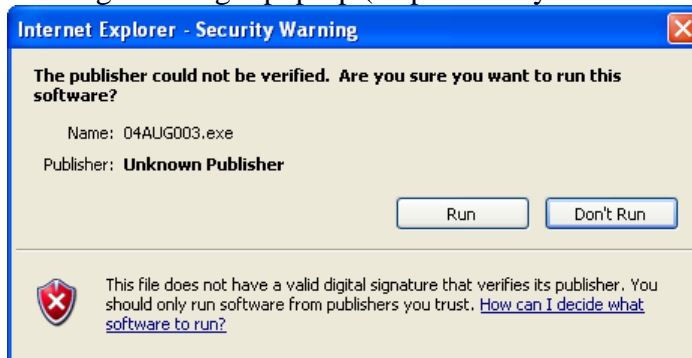 Internet Explorer - Security Warning
The publisher could not be verified. Are you sure you want to run this
software?
Name: 04AUG003.exe
Publisher: Unknown Publisher
Run Don't Run
This file does not have a valid digital signature that verifies its publisher. You
should only run software from publishers you trust. How can I decide what
software to run?